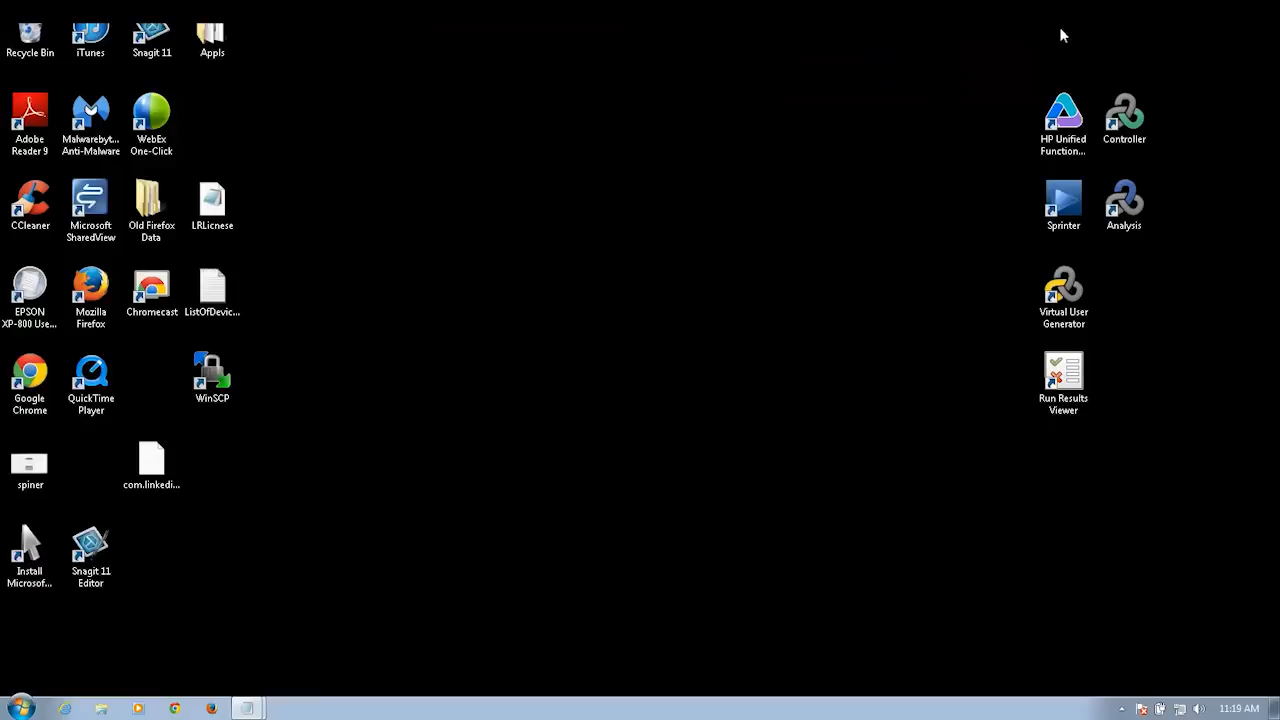 Recycle Bin
iTunes
Snagit 11
Appls
Adobe
Reader 9
Malwarebyt...
Anti-Malware
WebEx
One-Click
HP Unified
Function...
Controller
CCleaner
Microsoft
SharedView
Old Firefox
Data
LRLicnese
Sprinter
Analysis
EPSON
XP-800 Use...
Mozilla
Firefox
Chromecast
ListOfDevic...
Virtual User
Generator
Google
Chrome
QuickTime
Player
WinSCP
Run Results
Viewer
spiner
com.linkedi...
Install
Microsof...
Snagit 11
Editor
11:19 AM